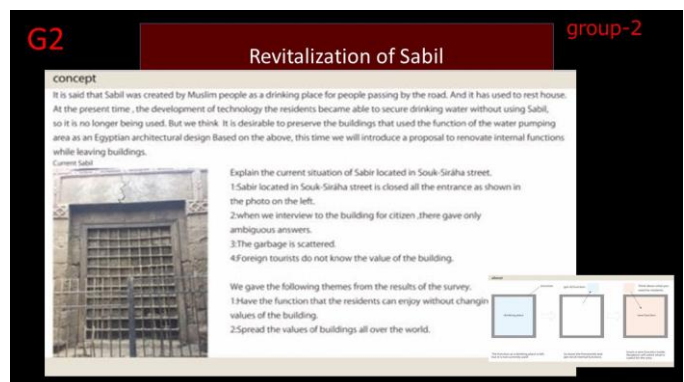 G2
group-2
Revitalization of Sabil
concept
It is said that Sabil was created by Muslim people as a drinking place for people passing by the road. And it has used to rest house.
At the present time , the development of technology the residents became able to secure drinking water without using Sabil,
so it is no longer being used. But we think It is desirable to preserve the buildings that used the function of the water pumping
area as an Egyptian architectural design Based on the above, this time we will introduce a proposal to renovate internal functions
while leaving buildings.
Current Sabil
Explain the current situation of Sabir located in Souk-Siräha street.
1:Sabir located in Souk-Siräha street is closed all the entrance as shown in
the photo on the left.
2:when we interview to the building for citizen ,there gave only
ambiguous answers.
3:The garbage is scattered.
4:Foreign tourists do not know the value of the building.
We gave the following themes from the results of the survey.
1:Have the function that the residents can enjoy without changin
values of the building.
2:Spread the values of buildings all over the world.